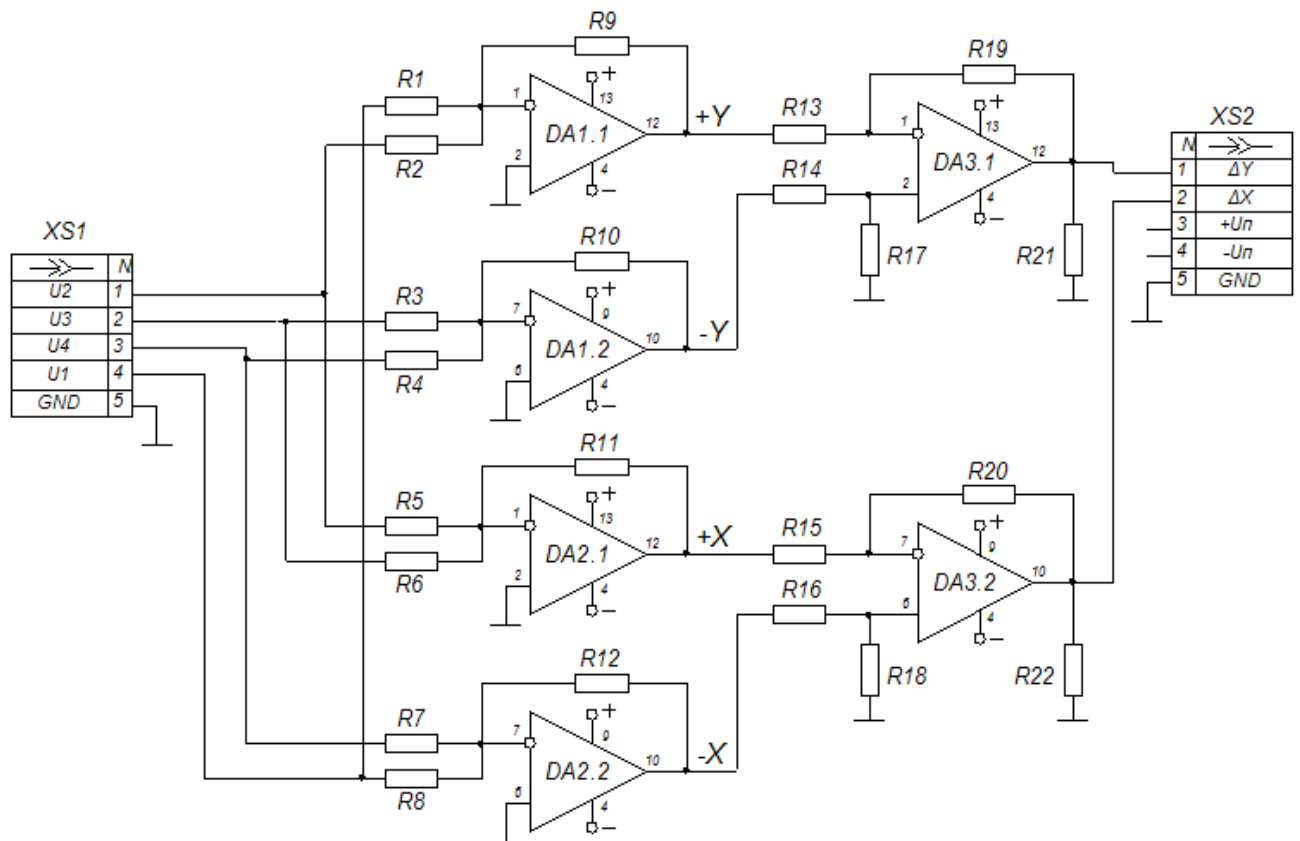 R9
R19
R1
+
+
1
13
DA1.1
12
+Y
R13
1
13
DA3.1
12
XS2
N
R2
2
4
−
R14
2
4
−
1 ΔY
2 ΔX
3 +Un
4 -Un
5 GND
R17
R21
XS1
N
U2 1
U3 2
U4 3
U1 4
GND 5
R10
+
R3
7
9
DA1.2
10
-Y
R4
6
4
−
R11
R20
+
+
R5
1
13
DA2.1
12
+X
R15
7
9
DA3.2
10
R6
2
4
−
R16
6
4
−
R18
R22
R12
+
R7
7
9
DA2.2
10
-X
R8
6
4
−